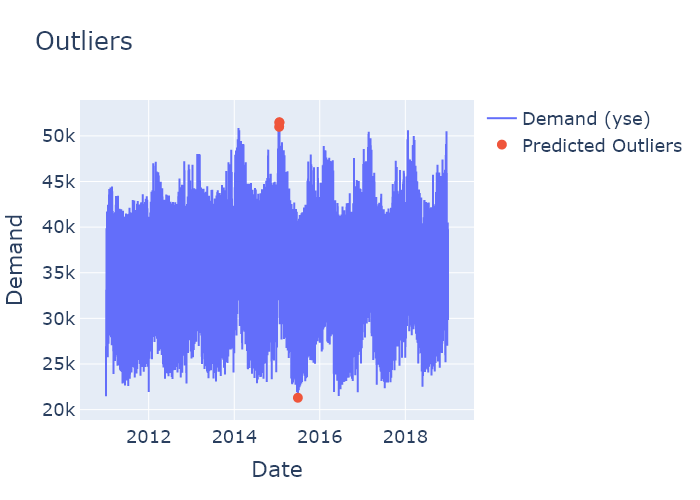 Outliers
Demand (yse)
Predicted Outliers
50k
45k
40k
35k
30k
25k
20k
Demand
2012
2014
2016
2018
Date